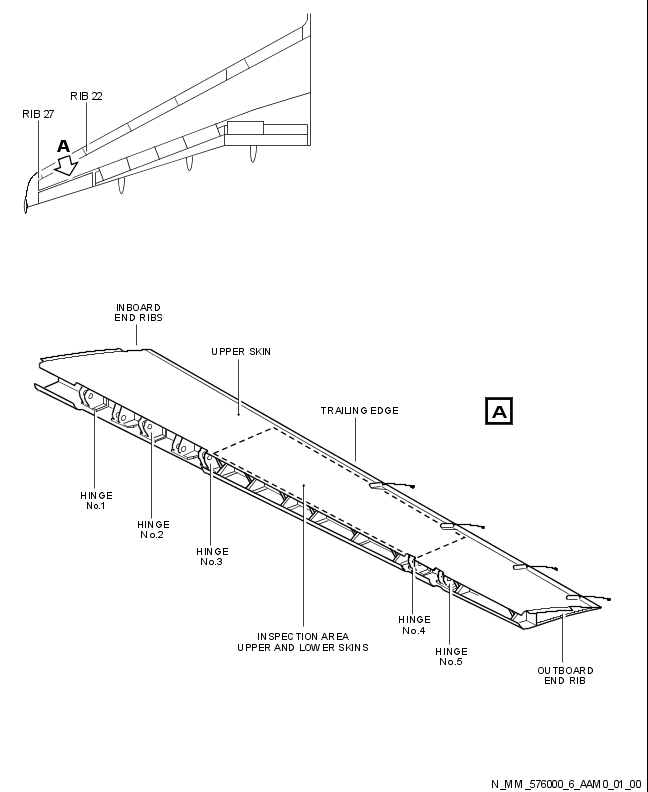 RIB 22
RIB 27
A
INBOARD
END RIBS
UPPER SKIN
TRAILING EDGE
A
HINGE
No.1
HINGE
No.2
HINGE
No.3
HINGE
No.4
INSPECTION AREA
UPPER AND LOWER SKINS
HINGE
No.5
OUTBOARD
END RIB
N_MM_576000_6_AAM0_01_00